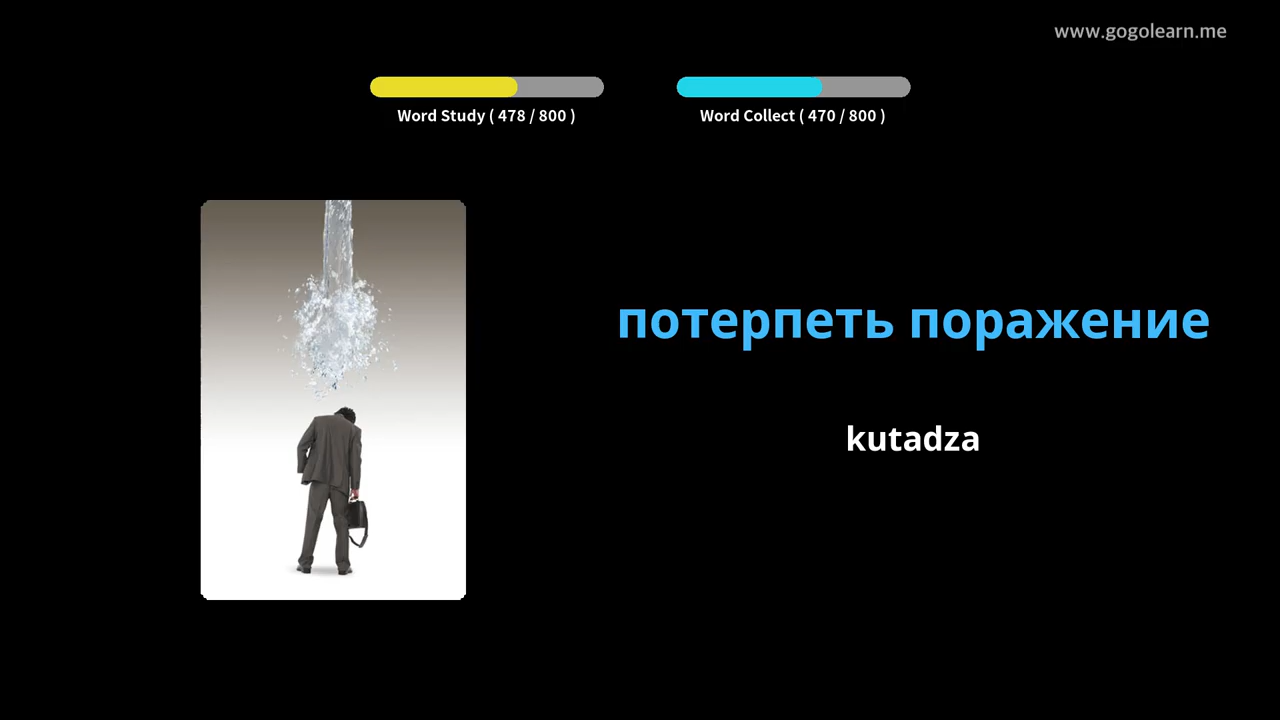 www.gogolearn.me
Word Study ( 478 / 800 )
Word Collect ( 470 / 800 )
потерпеть поражение
kutadza